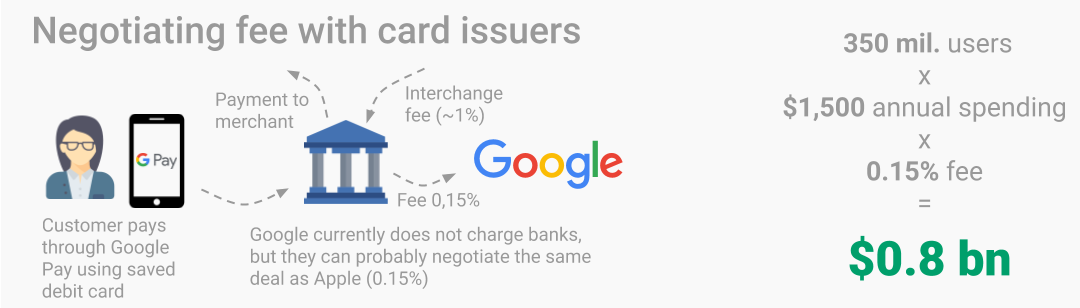 Negotiating fee with card issuers
Payment to
merchant
Interchange
fee (~1%)
G Pay
Google
Fee 0,15%
Customer pays
through Google
Pay using saved
debit card
Google currently does not charge banks,
but they can probably negotiate the same
deal as Apple (0.15%)
350 mil. users
x
$1,500 annual spending
x
0.15% fee
=
$0.8 bn